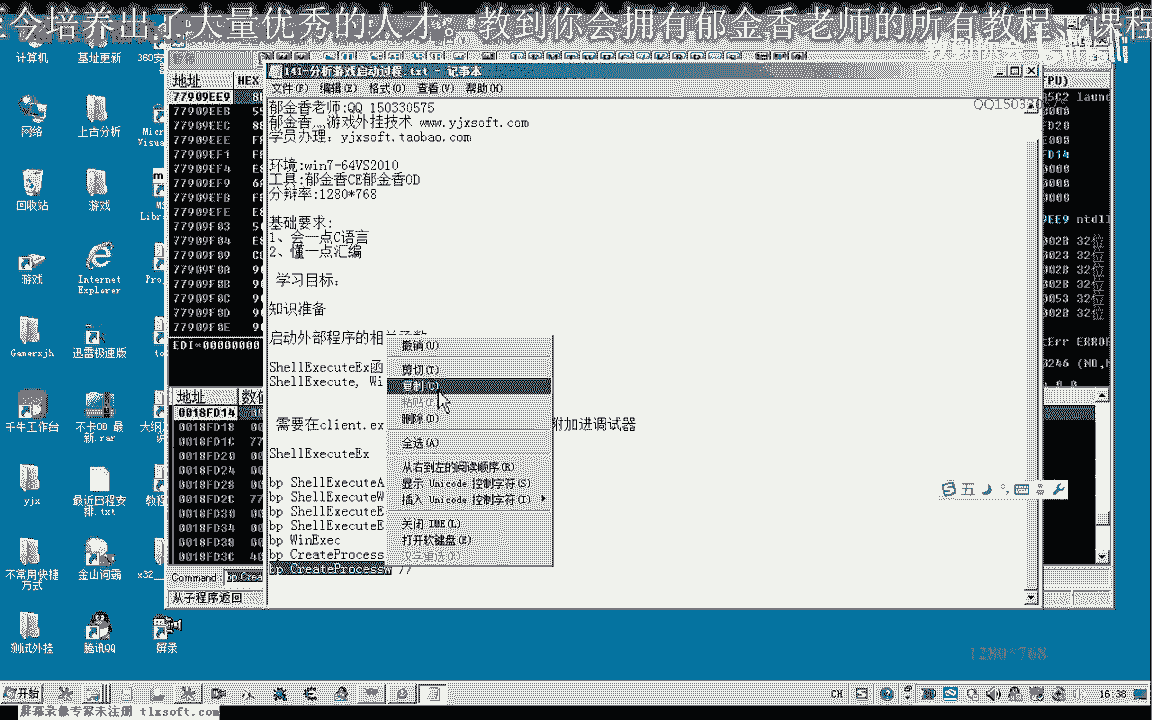 今培养出了大量优秀的人才。教到你会拥有郁金香老师的所有教程、课程
计算机
基址更新
地址 HEX
141-分析游戏启动过程.txt - 记事本
文件(F) 编辑(E) 格式(O) 查看(V) 帮助(H)
郁金香老师:QQ 150330575
郁金香灬游戏外挂技术 www.yjxsoft.com
学员办理: yjxsoft.taobao.com
环境:win7-64VS2010
工具:郁金香CE郁金香OD
分辩率:1280*768
基础要求:
1、会一点C语言
2、懂一点汇编
学习目标:
知识准备
启动外部程序的相关函数
ShellExecuteEx函
ShellExecute, Wi
需要在client.ex
附加进调试器
ShellExecuteEx
bp ShellExecuteA
bp ShellExecuteW
bp ShellExecuteE
bp ShellExecuteE
bp WinExec
bp CreateProcess
bp CreateProcessW //
撤消(U)
剪切(T)
复制(C)
粘贴(P)
删除(D)
全选(A)
从右到左的阅读顺序(R)
显示 Unicode 控制字符(S)
插入 Unicode 控制字符(I)
关闭 IME(L)
打开软键盘(E)
汉字重选(R)
77909EE9
77909EEB
77909EEC
77909EEE
77909EF1
77909EF4
77909EF9
77909EFB
77909EFE
77909F03
77909F04
77909F09
77909F0A
77909F0B
77909F0C
77909F0D
77909F0E
EDI=00000000
地址 数值
0018FD14
0018FD18
0018FD1C
0018FD20
0018FD24
0018FD28
0018FD2C
0018FD30
0018FD34
0018FD38
0018FD3C
Command: bp Crea
从子程序返回
网络
上古分析
回收站
游戏
游戏
Internet Explorer
Gamerxjh
迅雷极速版
千牛工作台
不卡OD 最新.rar
yjx
最近日程安排.txt
不常用快捷方式
金山词霸
测试外挂
腾讯QQ
屏录
五
1280*768
开始
CH
16:38
屏幕录像专家未注册 tlxsoft.com